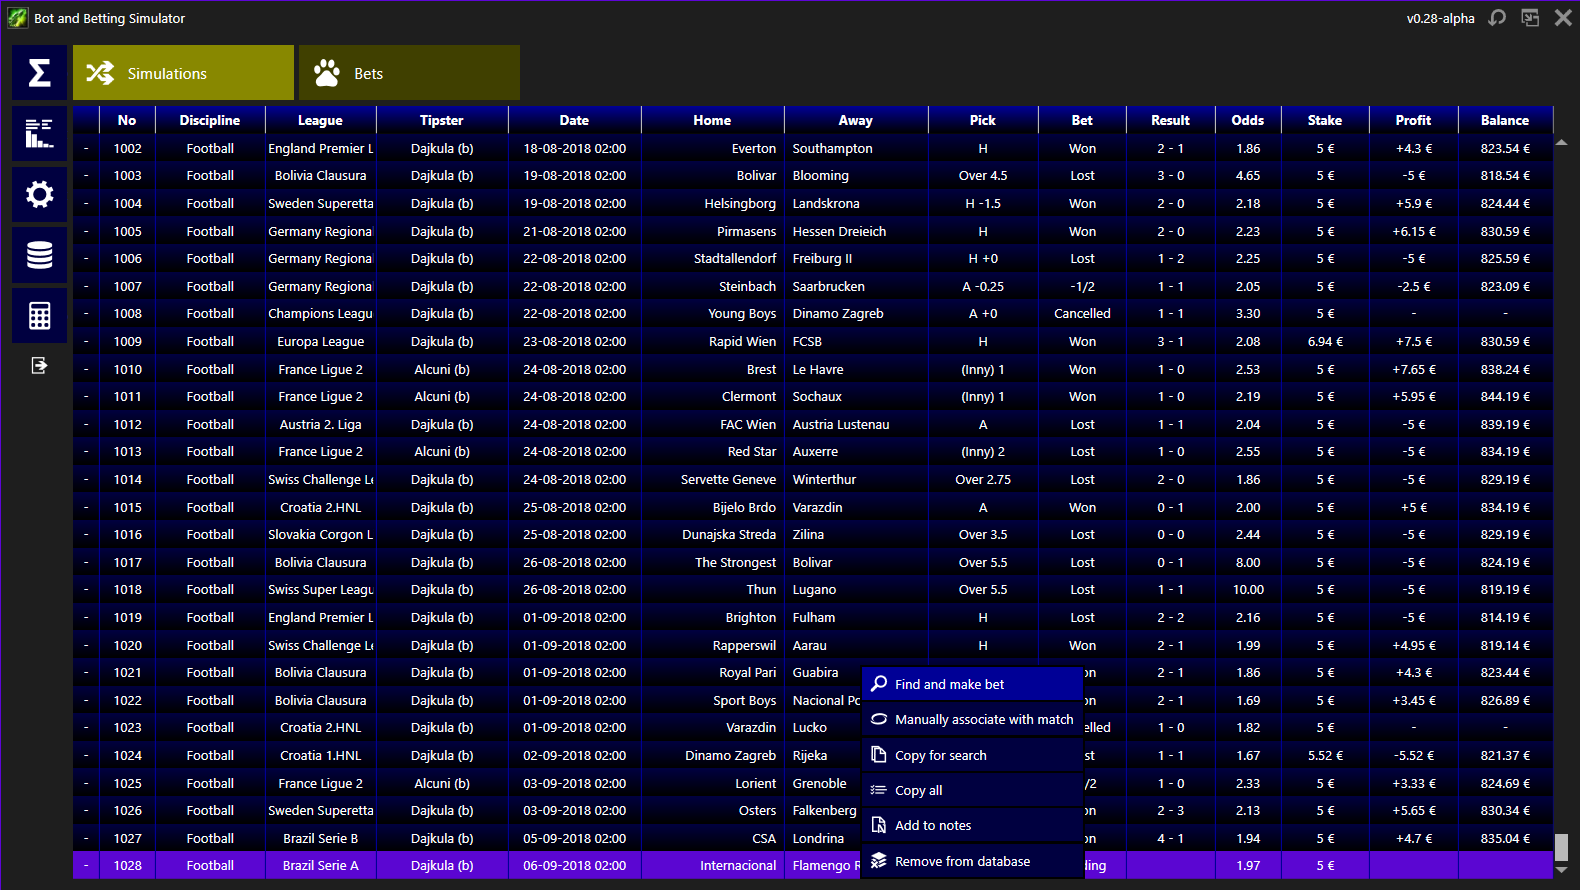 Bot and Betting Simulator v0.28-alpha
Simulations Bets
No Discipline League Tipster Date Home Away Pick Bet Result Odds Stake Profit Balance
- 1002 Football England Premier L Dajkula (b) 18-08-2018 02:00 Everton Southampton H Won 2 - 1 1.86 5 € +4.3 € 823.54 €
- 1003 Football Bolivia Clausura Dajkula (b) 19-08-2018 02:00 Bolivar Blooming Over 4.5 Lost 3 - 0 4.65 5 € -5 € 818.54 €
- 1004 Football Sweden Superetta Dajkula (b) 19-08-2018 02:00 Helsingborg Landskrona H -1.5 Won 2 - 0 2.18 5 € +5.9 € 824.44 €
- 1005 Football Germany Regional Dajkula (b) 21-08-2018 02:00 Pirmasens Hessen Dreieich H Won 2 - 0 2.23 5 € +6.15 € 830.59 €
- 1006 Football Germany Regional Dajkula (b) 22-08-2018 02:00 Stadtallendorf Freiburg II H +0 Lost 1 - 2 2.25 5 € -5 € 825.59 €
- 1007 Football Germany Regional Dajkula (b) 22-08-2018 02:00 Steinbach Saarbrucken A -0.25 -1/2 1 - 1 2.05 5 € -2.5 € 823.09 €
- 1008 Football Champions Leagu Dajkula (b) 22-08-2018 02:00 Young Boys Dinamo Zagreb A +0 Cancelled 1 - 1 3.30 5 € - -
- 1009 Football Europa League Dajkula (b) 23-08-2018 02:00 Rapid Wien FCSB H Won 3 - 1 2.08 6.94 € +7.5 € 830.59 €
- 1010 Football France Ligue 2 Alcuni (b) 24-08-2018 02:00 Brest Le Havre (Inny) 1 Won 1 - 0 2.53 5 € +7.65 € 838.24 €
- 1011 Football France Ligue 2 Alcuni (b) 24-08-2018 02:00 Clermont Sochaux (Inny) 1 Won 1 - 0 2.19 5 € +5.95 € 844.19 €
- 1012 Football Austria 2. Liga Dajkula (b) 24-08-2018 02:00 FAC Wien Austria Lustenau A Lost 1 - 1 2.04 5 € -5 € 839.19 €
- 1013 Football France Ligue 2 Alcuni (b) 24-08-2018 02:00 Red Star Auxerre (Inny) 2 Lost 1 - 0 2.55 5 € -5 € 834.19 €
- 1014 Football Swiss Challenge Le Dajkula (b) 24-08-2018 02:00 Servette Geneve Winterthur Over 2.75 Lost 2 - 0 1.86 5 € -5 € 829.19 €
- 1015 Football Croatia 2.HNL Dajkula (b) 25-08-2018 02:00 Bijelo Brdo Varazdin A Won 0 - 1 2.00 5 € +5 € 834.19 €
- 1016 Football Slovakia Corgon L Dajkula (b) 25-08-2018 02:00 Dunajska Streda Zilina Over 3.5 Lost 0 - 0 2.44 5 € -5 € 829.19 €
- 1017 Football Bolivia Clausura Dajkula (b) 26-08-2018 02:00 The Strongest Bolivar Over 5.5 Lost 0 - 1 8.00 5 € -5 € 824.19 €
- 1018 Football Swiss Super Leagu Dajkula (b) 26-08-2018 02:00 Thun Lugano Over 5.5 Lost 1 - 1 10.00 5 € -5 € 819.19 €
- 1019 Football England Premier L Dajkula (b) 01-09-2018 02:00 Brighton Fulham H Lost 2 - 2 2.16 5 € -5 € 814.19 €
- 1020 Football Swiss Challenge Le Dajkula (b) 01-09-2018 02:00 Rapperswil Aarau H Won 2 - 1 1.99 5 € +4.95 € 819.14 €
- 1021 Football Bolivia Clausura Dajkula (b) 01-09-2018 02:00 Royal Pari Guabira on 2 - 1 1.86 5 € +4.3 € 823.44 €
Find and make bet
- 1022 Football Bolivia Clausura Dajkula (b) 01-09-2018 02:00 Sport Boys Nacional Po on 2 - 1 1.69 5 € +3.45 € 826.89 €
Manually associate with match
- 1023 Football Croatia 2.HNL Dajkula (b) 01-09-2018 02:00 Varazdin Lucko elled 1 - 0 1.82 5 € - -
- 1024 Football Croatia 1.HNL Dajkula (b) 02-09-2018 02:00 Dinamo Zagreb Rijeka st 1 - 1 1.67 5.52 € -5.52 € 821.37 €
Copy for search
- 1025 Football France Ligue 2 Alcuni (b) 03-09-2018 02:00 Lorient Grenoble /2 1 - 0 2.33 5 € +3.33 € 824.69 €
Copy all
- 1026 Football Sweden Superetta Dajkula (b) 03-09-2018 02:00 Osters Falkenberg on 2 - 3 2.13 5 € +5.65 € 830.34 €
Add to notes
- 1027 Football Brazil Serie B Dajkula (b) 05-09-2018 02:00 CSA Londrina on 4 - 1 1.94 5 € +4.7 € 835.04 €
Remove from database
- 1028 Football Brazil Serie A Dajkula (b) 06-09-2018 02:00 Internacional Flamengo R ding 1.97 5 €